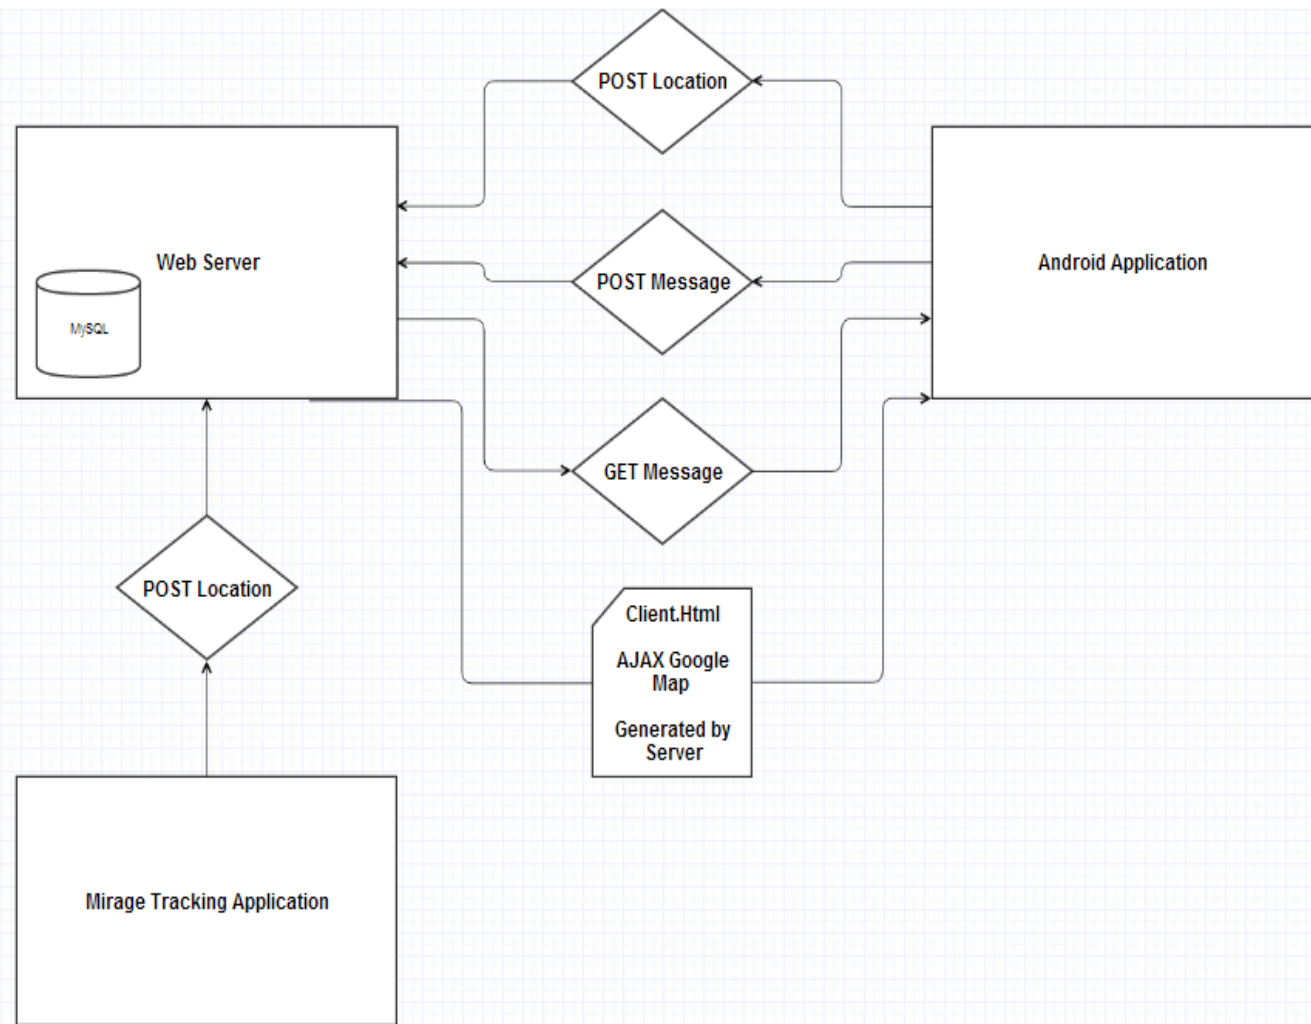 POST Location
Web Server
MySQL
POST Message
Android Application
GET Message
POST Location
Client.Html
AJAX Google
Map
Generated by
Server
Mirage Tracking Application